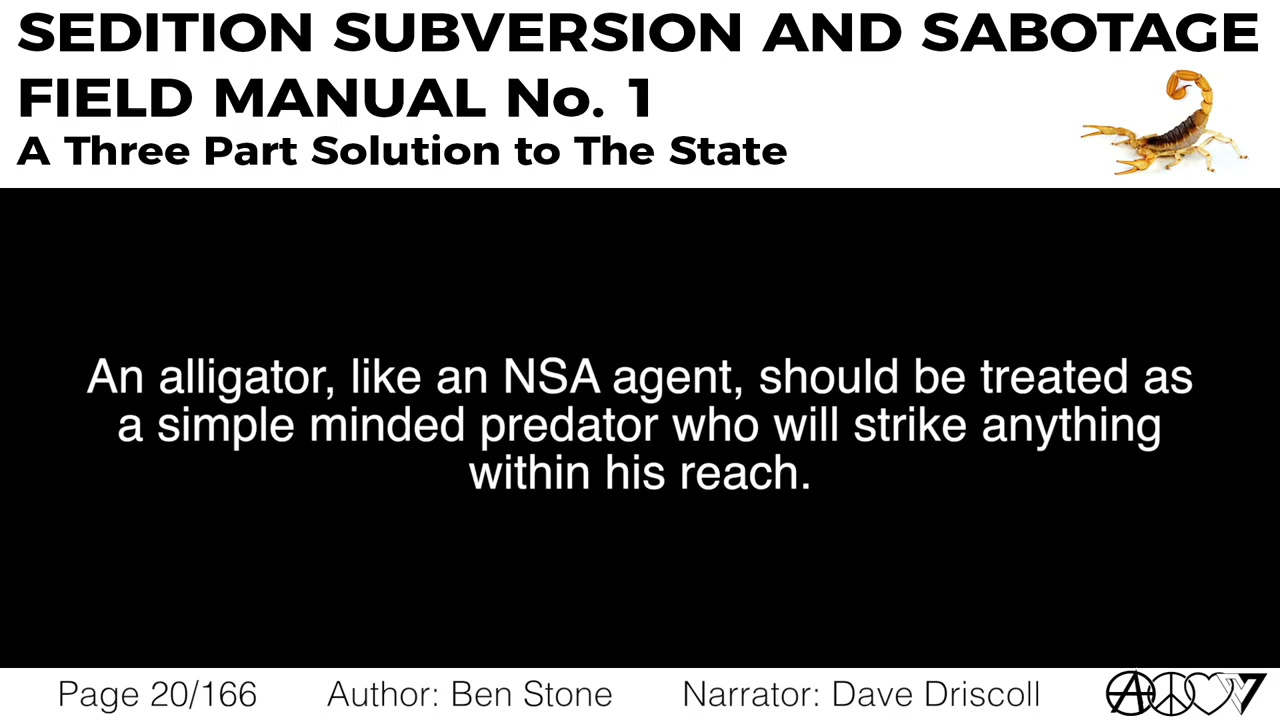 SEDITION SUBVERSION AND SABOTAGE
FIELD MANUAL No. 1
A Three Part Solution to The State
An alligator, like an NSA agent, should be treated as
a simple minded predator who will strike anything
within his reach.
Page 20/166 Author: Ben Stone Narrator: Dave Driscoll